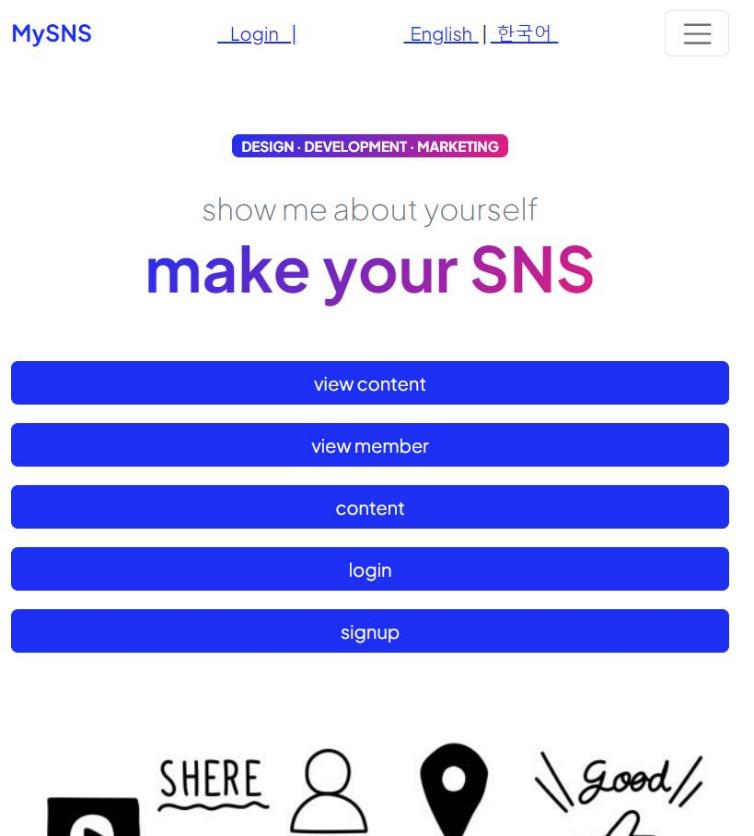 MySNS Login | English | 한국어
DESIGN · DEVELOPMENT · MARKETING
show me about yourself
make your SNS
view content
view member
content
login
signup
SHERE
Good